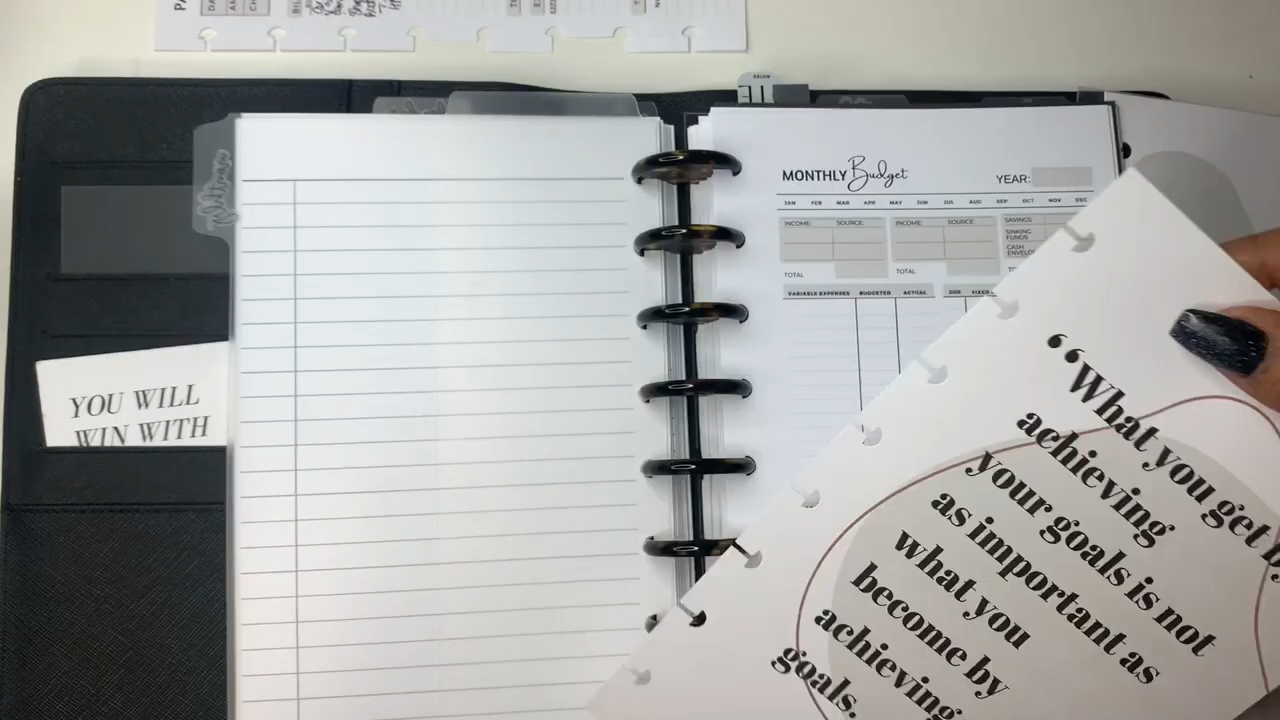 YOU WILL
WIN WITH
MONTHLY Budget
YEAR:
JAN FEB MAR APR MAY JUN JUL AUG SEP OCT NOV DEC
INCOME: SOURCE: INCOME: SOURCE: SAVINGS
SINKING
FUNDS
CASH
TOTAL TOTAL
VARIABLE EXPENSES BUDGETED ACTUAL DUE
“What you get by
achieving
your goals is not
as important as
what you
become by
achieving
goals.